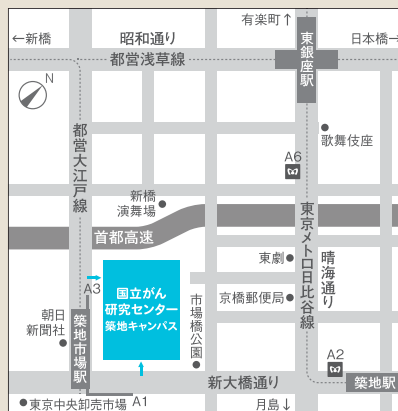 有楽町↑
←新橋
昭和通り
日本橋→
都営浅草線
東銀座駅
N
都営大江戸線
歌舞伎座
A6
新橋
演舞場
首都高速
東京メトロ日比谷線
晴海通り
東劇
A3
国立がん
研究センター
築地キャンパス
市場橋公園
京橋郵便局
朝日
新聞社
築地市場駅
A2
新大橋通り
築地駅
東京中央卸売市場
A1
月島↓